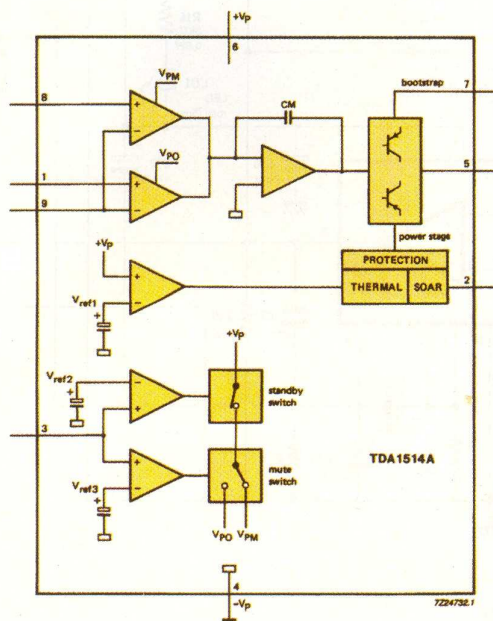 +Vp
6
VPM
8
+
−
CM
bootstrap
7
VPO
1
+
−
9
5
power stage
+Vp
+
−
Vref1
+
PROTECTION
THERMAL
SOAR
2
+Vp
Vref2
+
−
+
standby
switch
3
TDA1514A
+
−
mute
switch
Vref3
+
VPO
VPM
4
−Vp
7Z24732.1